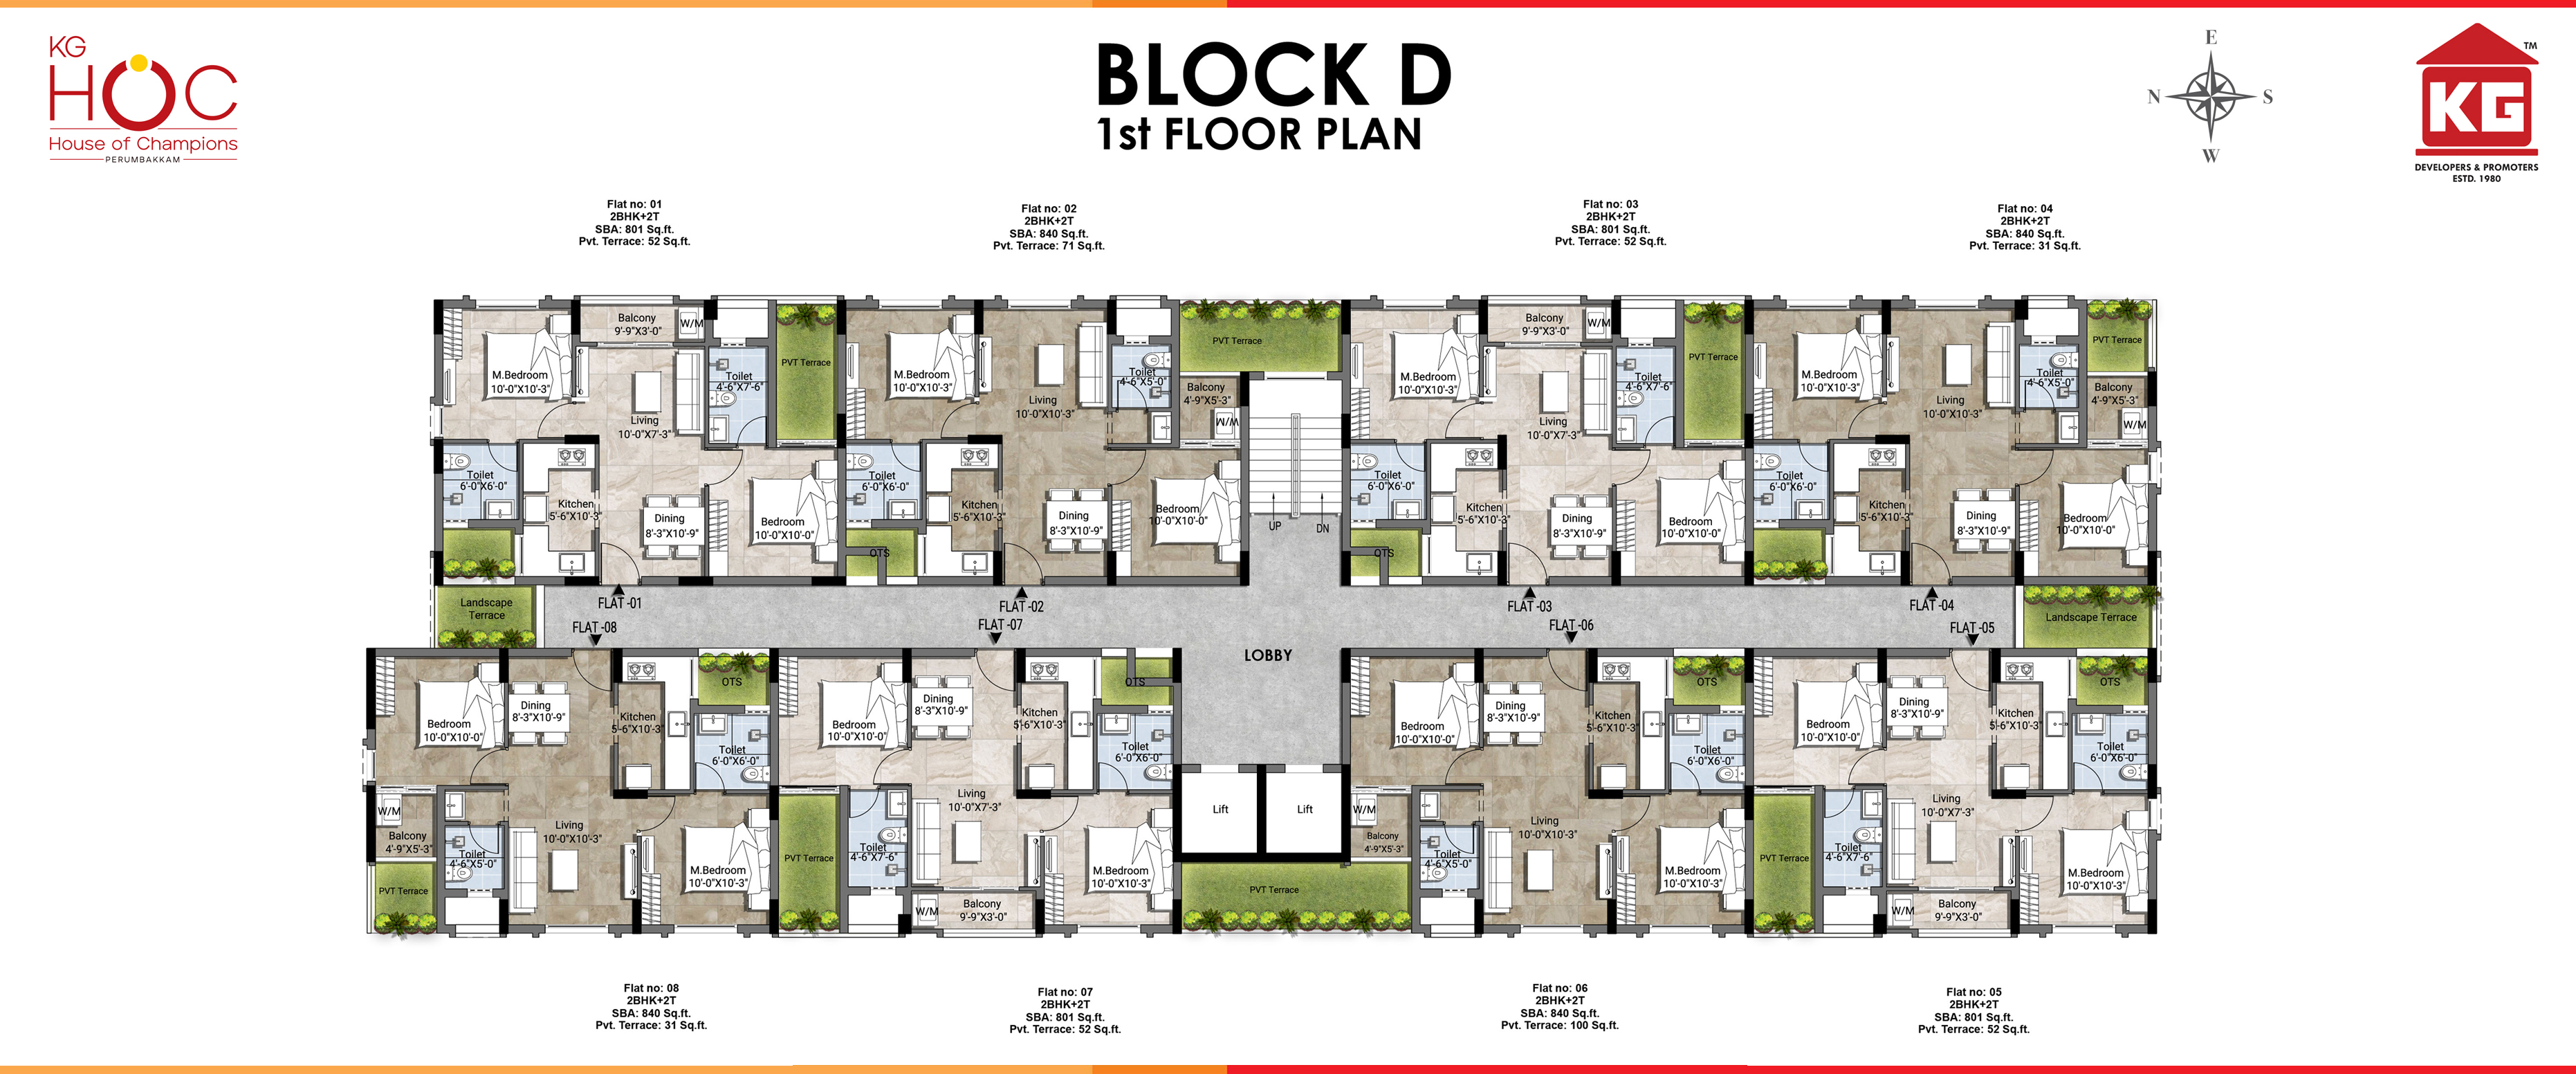 KG
HOC
House of Champions
PERUMBAKKAM
BLOCK D
1st FLOOR PLAN
E
N
S
W
TM
KG
DEVELOPERS & PROMOTERS
ESTD. 1980
Flat no: 01
2BHK+2T
SBA: 801 Sq.ft.
Pvt. Terrace: 52 Sq.ft.
Flat no: 02
2BHK+2T
SBA: 840 Sq.ft.
Pvt. Terrace: 71 Sq.ft.
Flat no: 03
2BHK+2T
SBA: 801 Sq.ft.
Pvt. Terrace: 52 Sq.ft.
Flat no: 04
2BHK+2T
SBA: 840 Sq.ft.
Pvt. Terrace: 31 Sq.ft.
M.Bedroom
10'-0"X10'-3"
Balcony
9'-9"X3'-0"
W/M
Living
10'-0"X7'-3"
Toilet
4'-6"X7'-6"
PVT Terrace
Toilet
6'-0"X6'-0"
Kitchen
5'-6"X10'-3"
Dining
8'-3"X10'-9"
Bedroom
10'-0"X10'-0"
M.Bedroom
10'-0"X10'-3"
Living
10'-0"X10'-3"
Toilet
4'-6"X5'-0"
PVT Terrace
Balcony
4'-9"X5'-3"
W/M
Toilet
6'-0"X6'-0"
OTS
Kitchen
5'-6"X10'-3"
Dining
8'-3"X10'-9"
Bedroom
10'-0"X10'-0"
UP
DN
M.Bedroom
10'-0"X10'-3"
Balcony
9'-9"X3'-0"
W/M
Living
10'-0"X7'-3"
Toilet
4'-6"X7'-6"
PVT Terrace
Toilet
6'-0"X6'-0"
OTS
Kitchen
5'-6"X10'-3"
Dining
8'-3"X10'-9"
Bedroom
10'-0"X10'-0"
M.Bedroom
10'-0"X10'-3"
Living
10'-0"X10'-3"
Toilet
4'-6"X5'-0"
PVT Terrace
Balcony
4'-9"X5'-3"
W/M
Toilet
6'-0"X6'-0"
Kitchen
5'-6"X10'-3"
Dining
8'-3"X10'-9"
Bedroom
10'-0"X10'-0"
Landscape
Terrace
FLAT -01
FLAT -02
FLAT -03
FLAT -04
Landscape Terrace
FLAT -08
FLAT -07
FLAT -06
FLAT -05
LOBBY
Bedroom
10'-0"X10'-0"
Dining
8'-3"X10'-9"
Kitchen
5'-6"X10'-3"
OTS
Toilet
6'-0"X6'-0"
W/M
Balcony
4'-9"X5'-3"
PVT Terrace
Toilet
4'-6"X5'-0"
Living
10'-0"X10'-3"
M.Bedroom
10'-0"X10'-3"
Bedroom
10'-0"X10'-0"
Dining
8'-3"X10'-9"
Kitchen
5'-6"X10'-3"
OTS
Toilet
6'-0"X6'-0"
PVT Terrace
Toilet
4'-6"X7'-6"
Living
10'-0"X7'-3"
W/M
Balcony
9'-9"X3'-0"
M.Bedroom
10'-0"X10'-3"
Lift
Lift
PVT Terrace
Bedroom
10'-0"X10'-0"
Dining
8'-3"X10'-9"
Kitchen
5'-6"X10'-3"
OTS
Toilet
6'-0"X6'-0"
W/M
Balcony
4'-9"X5'-3"
Toilet
4'-6"X5'-0"
Living
10'-0"X10'-3"
M.Bedroom
10'-0"X10'-3"
Bedroom
10'-0"X10'-0"
Dining
8'-3"X10'-9"
Kitchen
5'-6"X10'-3"
OTS
Toilet
6'-0"X6'-0"
PVT Terrace
Toilet
4'-6"X7'-6"
Living
10'-0"X7'-3"
W/M
Balcony
9'-9"X3'-0"
M.Bedroom
10'-0"X10'-3"
Flat no: 08
2BHK+2T
SBA: 840 Sq.ft.
Pvt. Terrace: 31 Sq.ft.
Flat no: 07
2BHK+2T
SBA: 801 Sq.ft.
Pvt. Terrace: 52 Sq.ft.
Flat no: 06
2BHK+2T
SBA: 840 Sq.ft.
Pvt. Terrace: 100 Sq.ft.
Flat no: 05
2BHK+2T
SBA: 801 Sq.ft.
Pvt. Terrace: 52 Sq.ft.